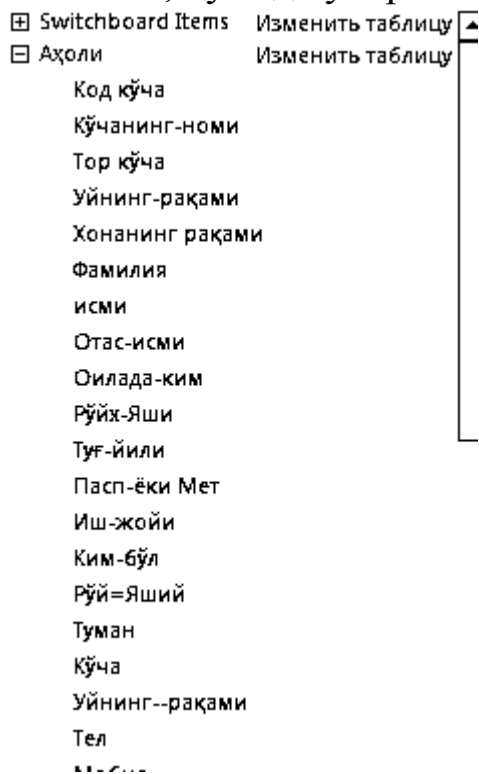 Switchboard Items Изменить таблицу
Аҳоли Изменить таблицу
Код кўча
Кўчанинг-номи
Тор кўча
Уйнинг-рақами
Хонанинг рақами
Фамилия
исми
Отас-исми
Оилада-ким
Рўйх-Яши
Туғ-йили
Пасп-ёки Мет
Иш-жойи
Ким-бўл
Рўй=Яший
Туман
Кўча
Уйнинг--рақами
Тел